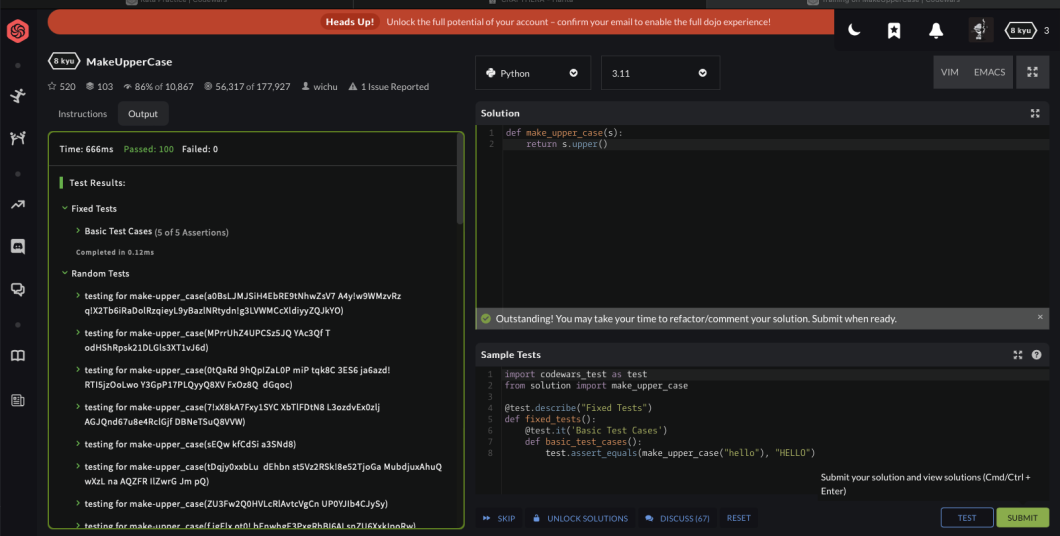 Heads Up! Unlock the full potential of your account – confirm your email to enable the full dojo experience!
8 kyu 3
8 kyu MakeUpperCase
520 103 86% of 10,867 56,317 of 177,927 wichu 1 Issue Reported
Instructions Output
Time: 666ms Passed: 100 Failed: 0
Test Results:
Fixed Tests
Basic Test Cases (5 of 5 Assertions)
Completed in 0.12ms
Random Tests
testing for make-upper_case(a0BsLJMJSiH4EbRE9tNhwZsV7 A4y!w9WMzvRz
q!X2Tb6iRaDolRzqieyL9yBazlNRtydn!g3LVWMCcXldiyyZQJkYO)
testing for make-upper_case(MPrrUhZ4UPCSz5JQ YAc3Qf T
odHShRpsk21DLGls3XT1vJ6d)
testing for make-upper_case(0tQaRd 9hQpIZaL0P miP tqk8C 3ES6 ja6azd!
RTI5jzOoLwo Y3GpP17PLQyyQ8XV FxOz8Q dGqoc)
testing for make-upper_case(7!xX8kA7Fxy1SYC XbTlFDtN8 L3ozdvEx0zlj
AGJQnd67u8e4RclGjf DBNeTSuQ8VVW)
testing for make-upper_case(sEQw kfCdSi a3SNd8)
testing for make-upper_case(tDqjy0xxbLu dEhbn st5Vz2RSk!8e52TjoGa MubdjuxAhuQ
wXzL na AQZFR IlZwrG Jm pQ)
testing for make-upper_case(ZU3Fw2Q0HVLcRlAvtcVgCn UP0YJIb4CJySy)
Python 3.11 VIM EMACS
Solution
1 def make_upper_case(s):
2 return s.upper()
Outstanding! You may take your time to refactor/comment your solution. Submit when ready. ×
Sample Tests
1 import codewars_test as test
2 from solution import make_upper_case
3
4 @test.describe("Fixed Tests")
5 def fixed_tests():
6 @test.it('Basic Test Cases')
7 def basic_test_cases():
8 test.assert_equals(make_upper_case("hello"), "HELLO")
Submit your solution and view solutions (Cmd/Ctrl +
Enter)
SKIP UNLOCK SOLUTIONS DISCUSS (67) RESET TEST SUBMIT